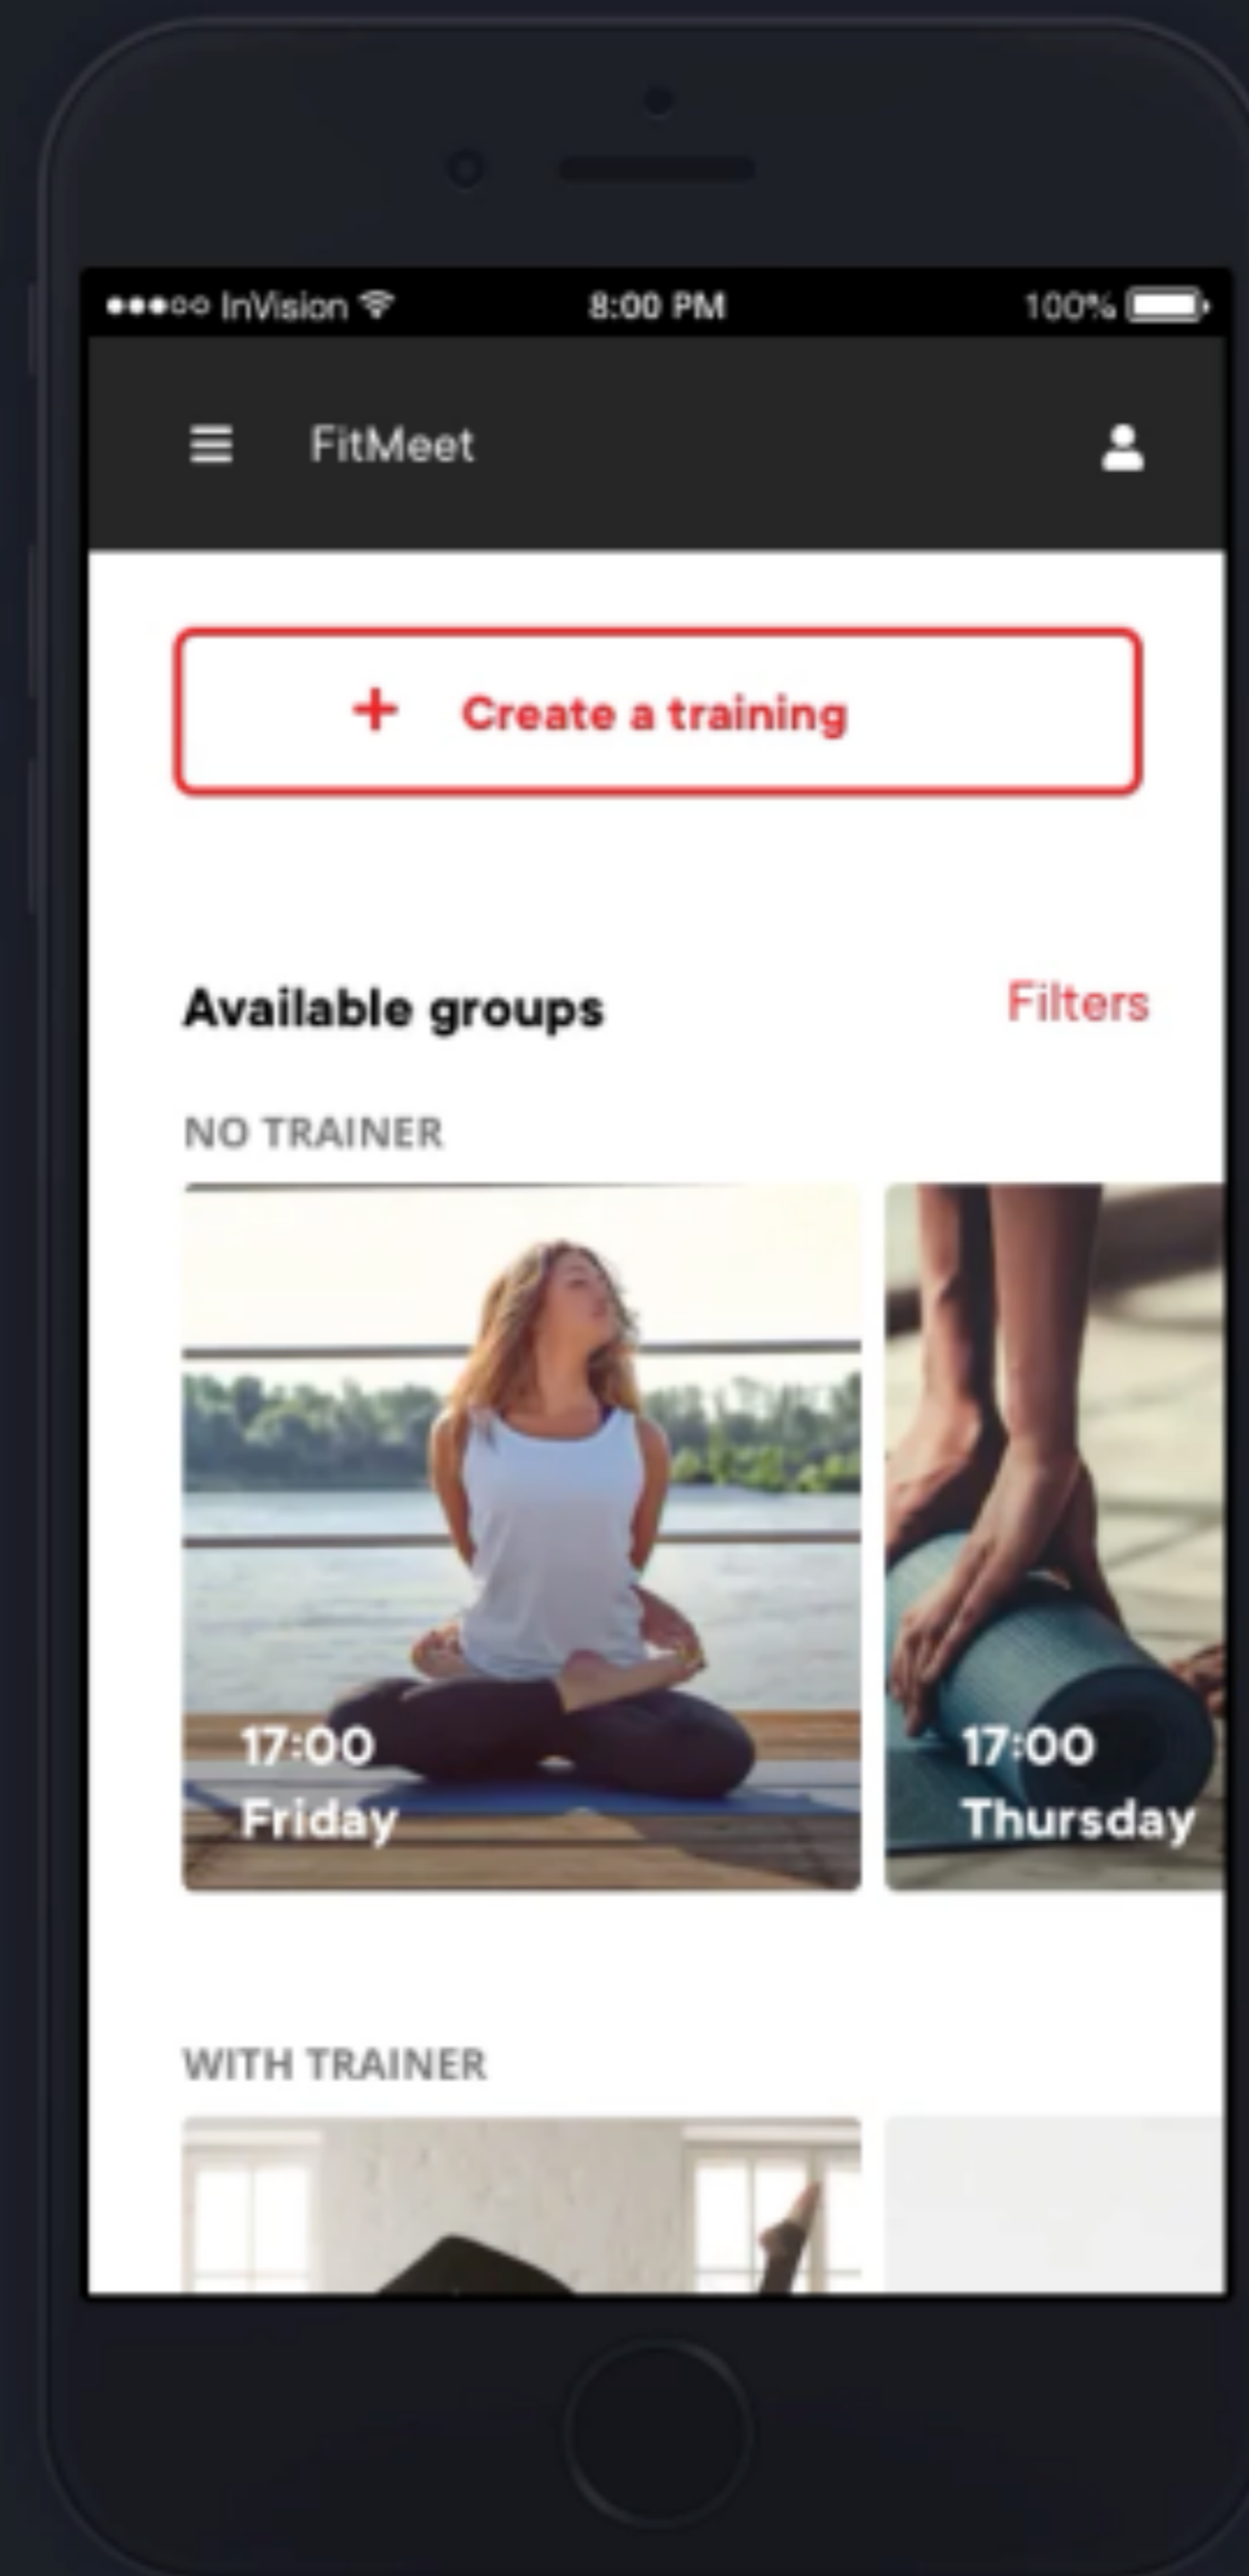 InVision 8:00 PM 100%
FitMeet
+ Create a training
Available groups Filters
NO TRAINER
17:00
Friday
17:00
Thursday
WITH TRAINER